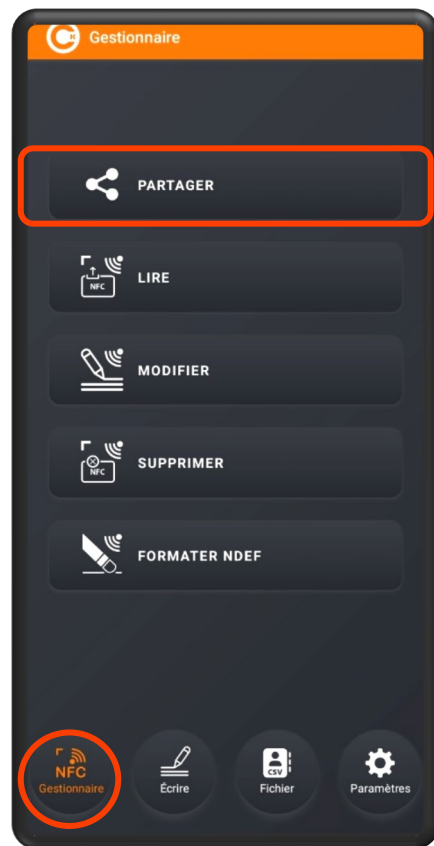 Gestionnaire
PARTAGER
NFC
LIRE
MODIFIER
NFC
SUPPRIMER
FORMATER NDEF
NFC
Gestionnaire
Écrire
CSV
Fichier
Paramètres